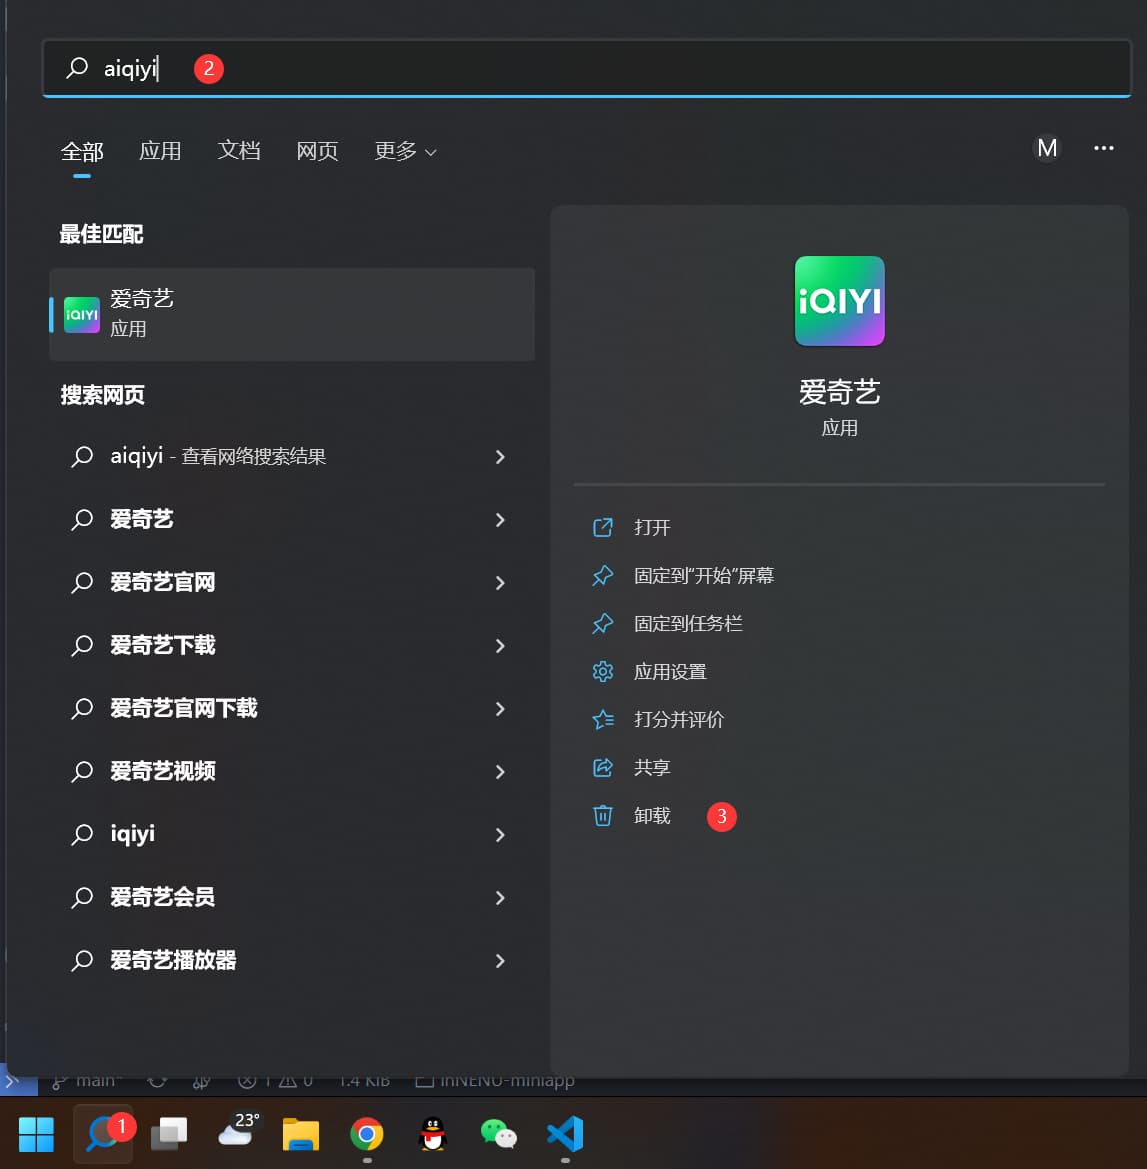 aiqiyi
2
全部 应用 文档 网页 更多
M
最佳匹配
iQIYI
爱奇艺
应用
搜索网页
aiqiyi - 查看网络搜索结果
爱奇艺
爱奇艺官网
爱奇艺下载
爱奇艺官网下载
爱奇艺视频
iqiyi
爱奇艺会员
爱奇艺播放器
iQIYI
爱奇艺
应用
打开
固定到“开始”屏幕
固定到任务栏
应用设置
打分并评价
共享
卸载
3
main* 1 0 1.4 KiB inNENU-miniapp
1
23°